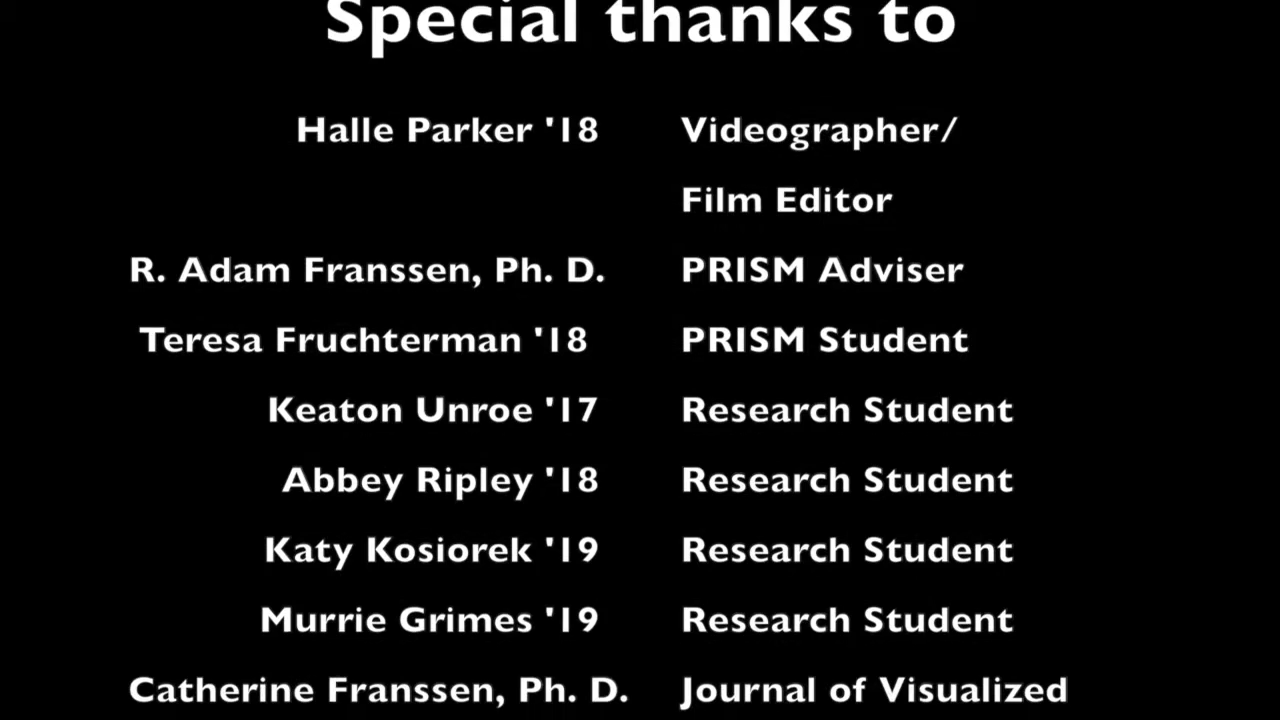 Special thanks to
Halle Parker '18 Videographer/
Film Editor
R. Adam Franssen, Ph. D. PRISM Adviser
Teresa Fruchterman '18 PRISM Student
Keaton Unroe '17 Research Student
Abbey Ripley '18 Research Student
Katy Kosiorek '19 Research Student
Murrie Grimes '19 Research Student
Catherine Franssen, Ph. D. Journal of Visualized